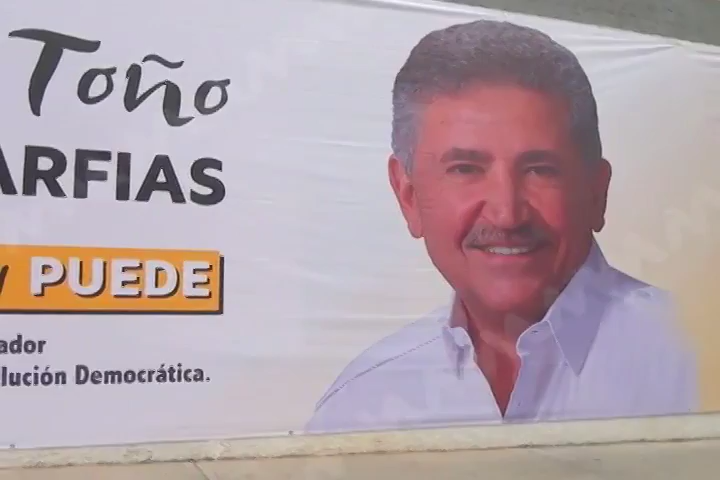 Toño
ARFIAS
y PUEDE
ador
lución Democrática.